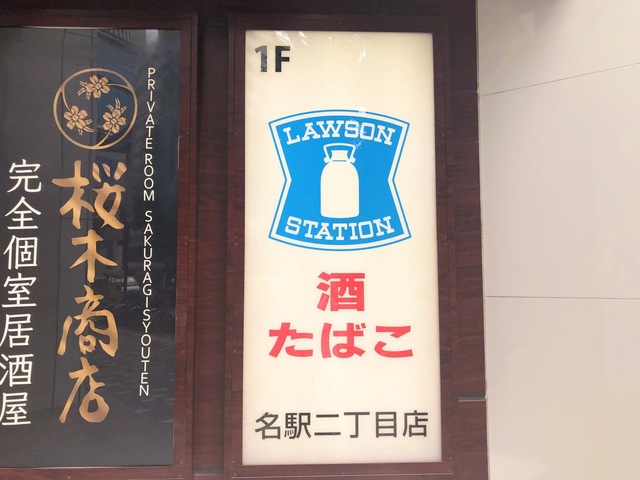 完全個室居酒屋
桜木商店
PRIVATE ROOM SAKURAGISYOUTEN
1F
LAWSON
STATION
酒
たばこ
名駅二丁目店